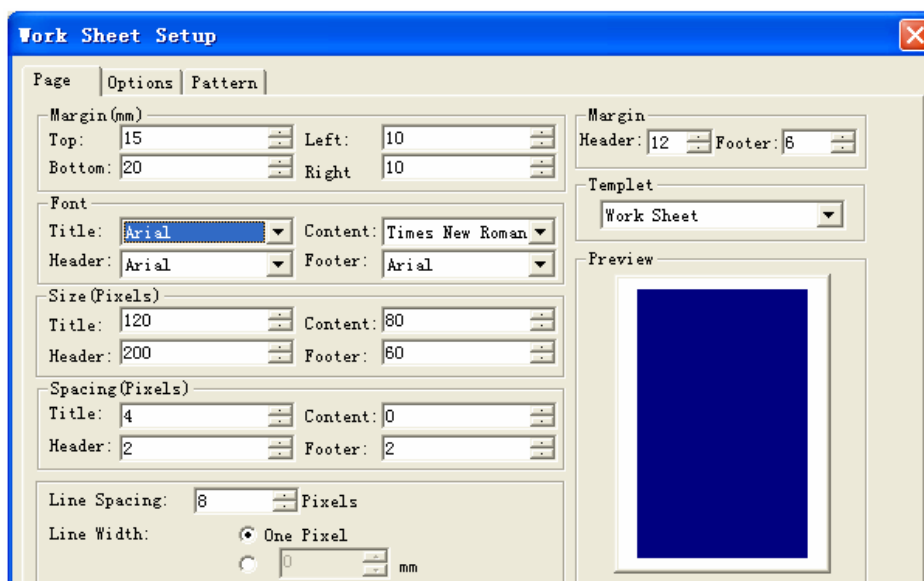 Work Sheet Setup
Page Options Pattern
Margin(mm)
Top: 15 Left: 10
Bottom: 20 Right 10
Margin
Header: 12 Footer: 6
Templet
Work Sheet
Font
Title: Arial Content: Times New Roman
Header: Arial Footer: Arial
Preview
Size(Pixels)
Title: 120 Content: 80
Header: 200 Footer: 60
Spacing(Pixels)
Title: 4 Content: 0
Header: 2 Footer: 2
Line Spacing: 8 Pixels
Line Width: One Pixel
0 mm